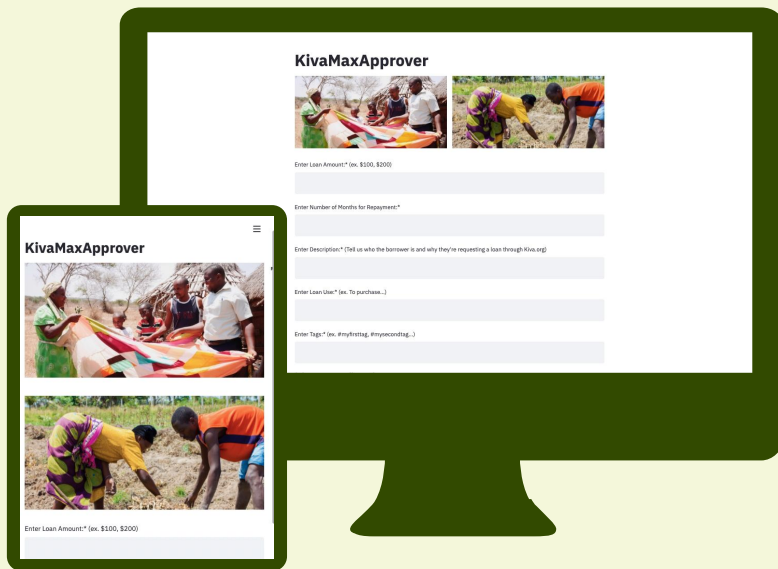 KivaMaxApprover
Enter Loan Amount:* (ex. $100, $200)
Enter Number of Months for Repayment:*
Enter Description:* (Tell us who the borrower is and why they're requesting a loan through Kiva.org)
Enter Loan Use:* (ex. To purchase...)
Enter Tags:* (ex. #myfirsttag, #mysecondtag...)
KivaMaxApprover
Enter Loan Amount:* (ex. $100, $200)